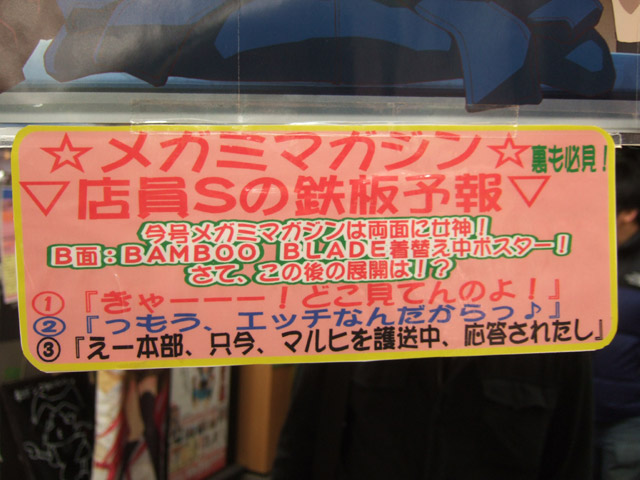 ☆メガミマガジン☆
裏も必見！
▽店員Sの鉄板予報▽
今号メガミマガジンは両面に女神！
B面：BAMBOO BLADE着替え中ポスター！
さて、この後の展開は！？
①『きゃーーー！どこ見てんのよ！』
②『っもう、エッチなんだからっ♪』
③『えー本部、只今、マルヒを護送中、応答されたし』